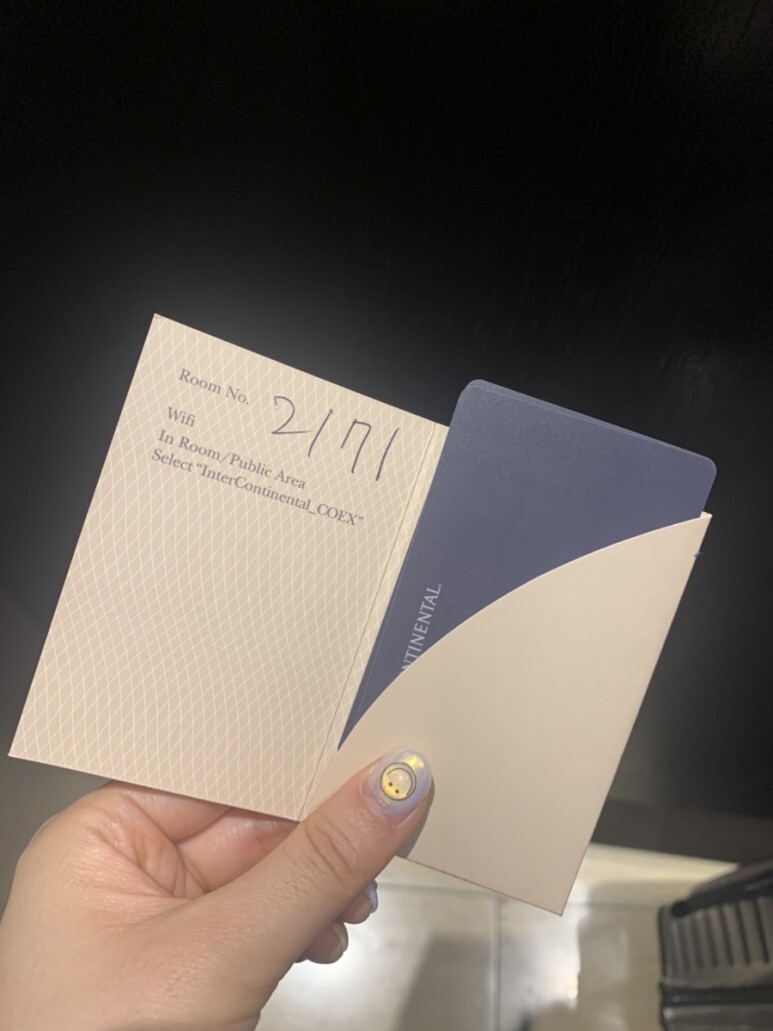 Room No. 2171
Wifi
In Room/Public Area
Select "InterContinental_COEX"
NTINENTAL.